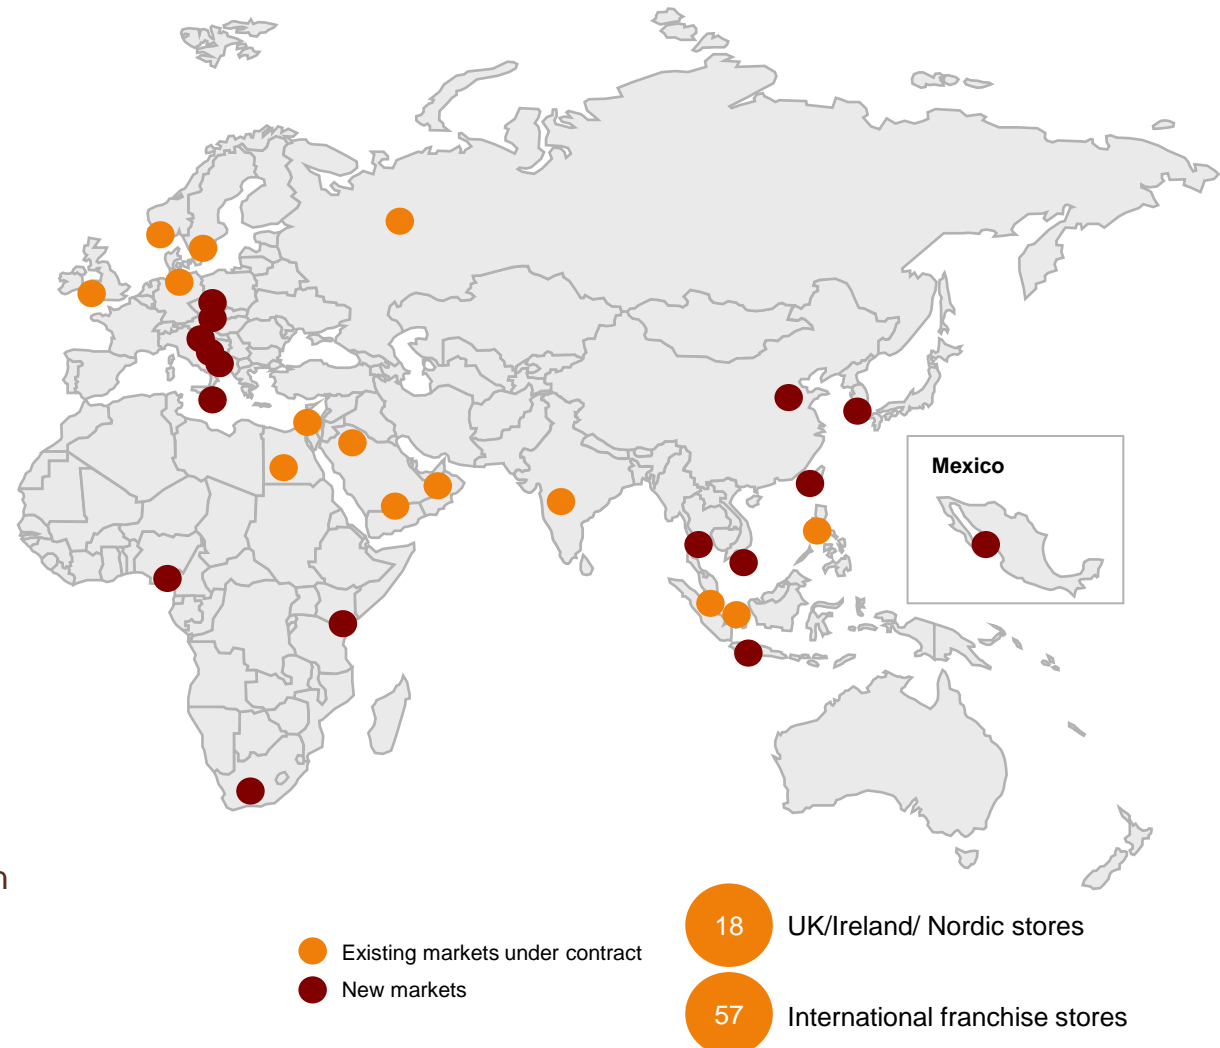 Mexico
n
Existing markets under contract
New markets
18
UK/Ireland/ Nordic stores
57
International franchise stores